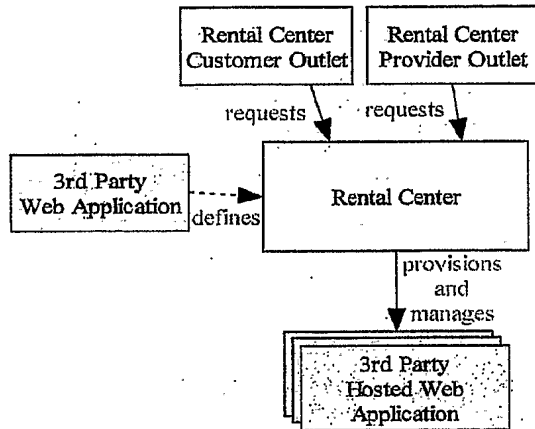 Rental Center
Customer Outlet
Rental Center
Provider Outlet
requests
requests
3rd Party
Web Application
defines
Rental Center
provisions
and
manages
3rd Party
Hosted Web
Application